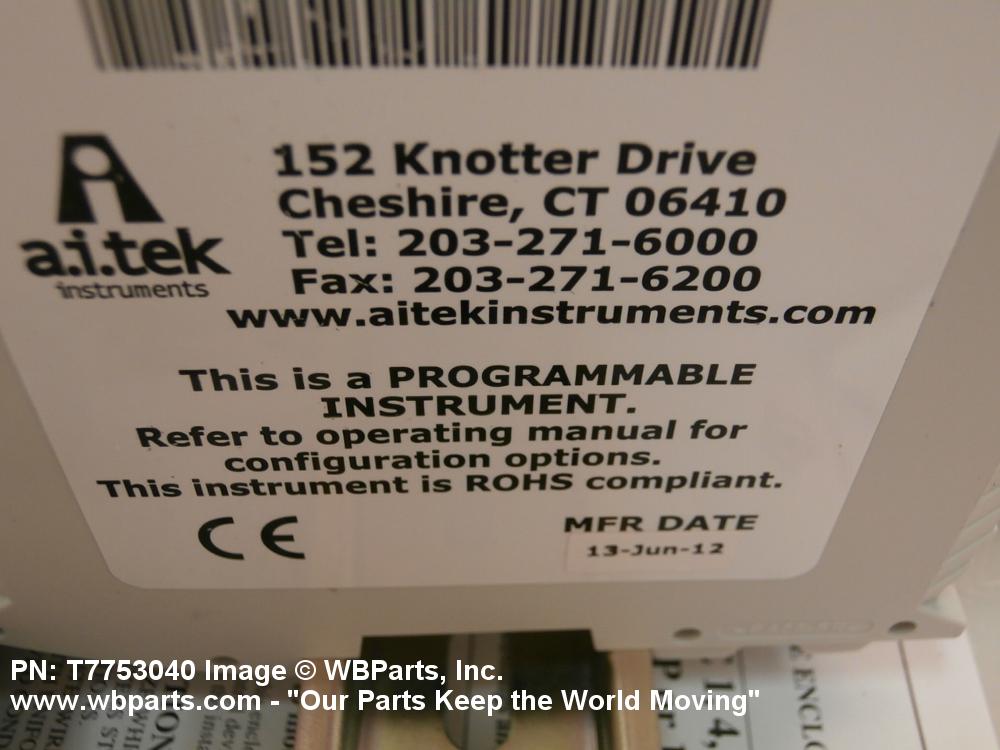 152 Knotter Drive
Cheshire, CT 06410
Tel: 203-271-6000
Fax: 203-271-6200
www.aitekinstruments.com
a.i.tek
instruments
This is a PROGRAMMABLE
INSTRUMENT.
Refer to operating manual for
configuration options.
This instrument is ROHS compliant.
CE
MFR DATE
13-Jun-12
PN: T7753040 Image © WBParts, Inc.
www.wbparts.com - "Our Parts Keep the World Moving"